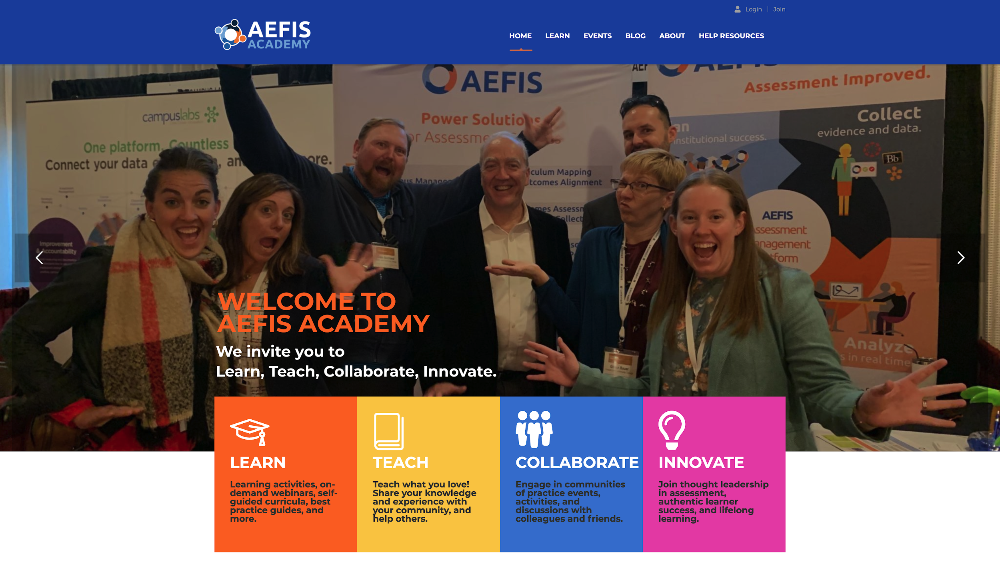 Login
Join
AEFIS
ACADEMY
HOME
LEARN
EVENTS
BLOG
ABOUT
HELP RESOURCES
AEFIS
Assessment Improved.
campuslabs
AEFIS
Power Solutions
One platform. Countless
Connect your data
Collect
evidence and data.
institutional success.
Bb
culum Mapping
tcomes Alignment
AEFIS
ssessment
nagement
tform
Improvement
& Accountability
Analyze
s in real time
WELCOME TO
AEFIS ACADEMY
We invite you to
Learn, Teach, Collaborate, Innovate.
LEARN
Learning activities, on-
demand webinars, self-
guided curricula, best
practice guides, and
more.
TEACH
Teach what you love!
Share your knowledge
and experience with
your community, and
help others.
COLLABORATE
Engage in communities
of practice events,
activities, and
discussions with
colleagues and friends.
INNOVATE
Join thought leadership
in assessment,
authentic learner
success, and lifelong
learning.